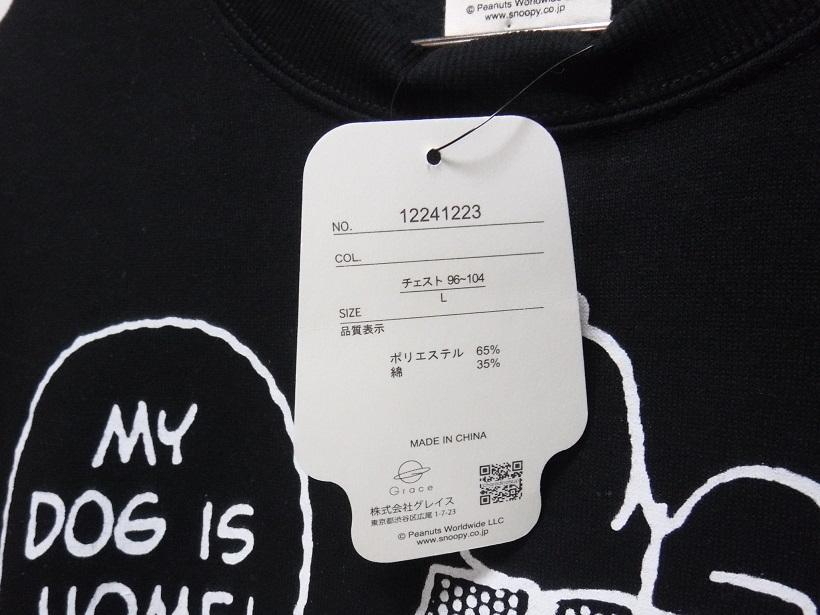 © Peanuts Worldwide
www.snoopy.co.jp
NO. 12241223
COL.
チェスト 96~104
L
SIZE
品質表示
ポリエステル 65%
綿 35%
MADE IN CHINA
Grace
株式会社グレイス
東京都渋谷区広尾 1-7-23
© Peanuts Worldwide LLC
www.snoopy.co.jp
MY
DOG IS
HOME!